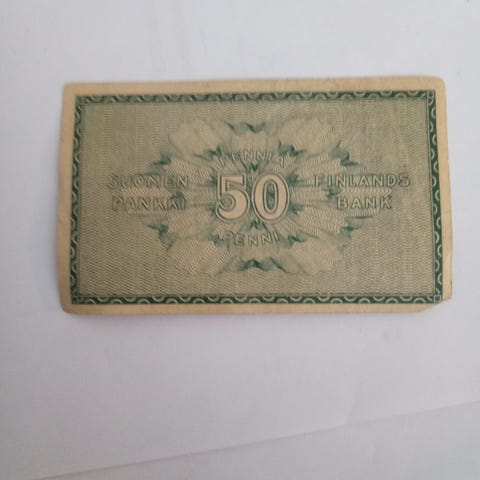 PENNIÄ
SUOMEN
PANKKI
50
FINLANDS
BANK
PENNI